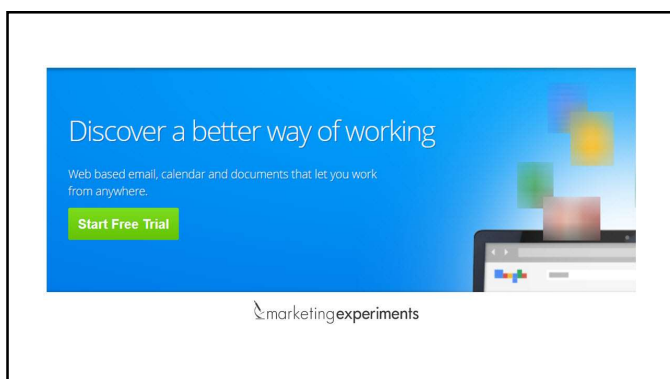 Discover a better way of working
Web based email, calendar and documents that let you work
from anywhere.
Start Free Trial
marketingexperiments